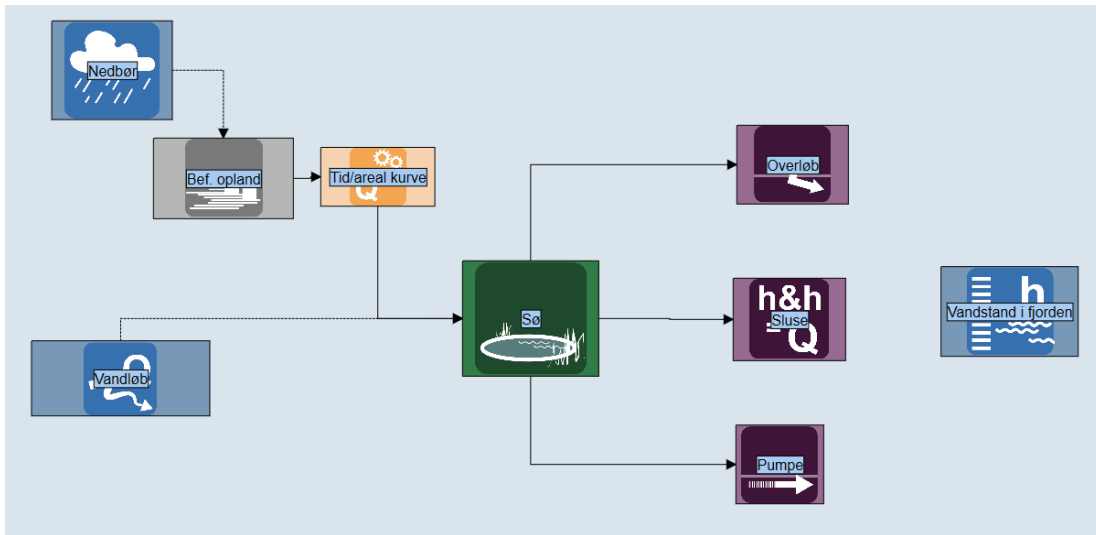 Nedbør
Bef. opland
Tid/areal kurve
Q
Overløb
Sø
h&h
Sluse
=Q
h
Vandstand i fjorden
Q
Vandløb
Pumpe